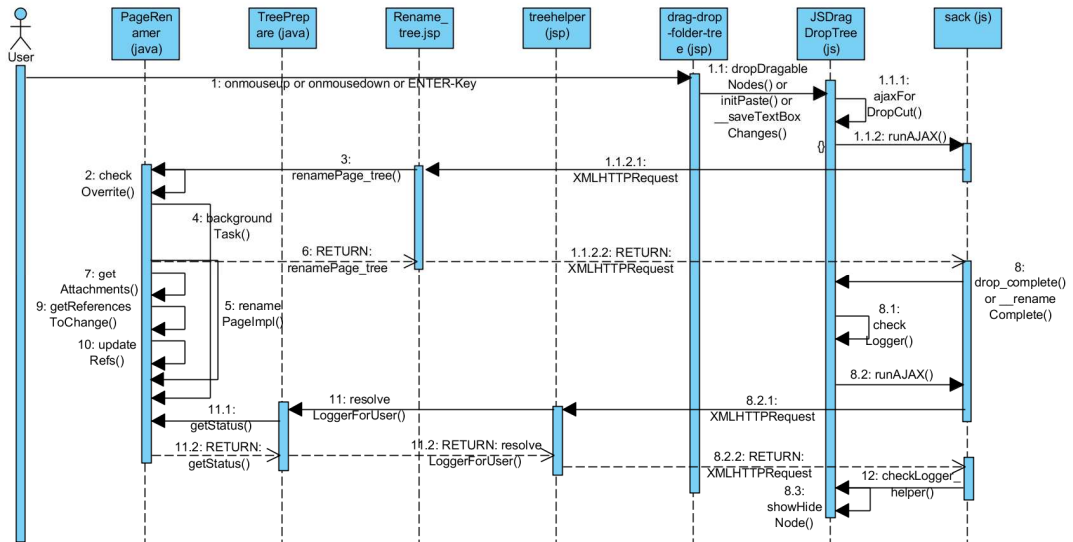 PageRen
amer
(java)
TreePrep
are (java)
Rename_
tree.jsp
treehelper
(jsp)
drag-drop
-folder-tre
e (jsp)
JSDrag
DropTree
(js)
sack (js)
User
1: onmouseup or onmousedown or ENTER-Key
1.1: dropDragable
Nodes() or
initPaste() or
__saveTextBox
Changes()
1.1.1:
ajaxFor
DropCut()
1.1.2: runAJAX()
{}
1.1.2.1:
XMLHTTPRequest
3:
renamePage_tree()
2: check
Overrite()
4: background
Task()
6: RETURN:
renamePage_tree
1.1.2.2: RETURN:
XMLHTTPRequest
8:
drop_complete()
or __rename
Complete()
7: get
Attachments()
9: getReferences
ToChange()
5: rename
PageImpl()
8.1:
check
Logger()
10: update
Refs()
8.2: runAJAX()
11: resolve
LoggerForUser()
8.2.1:
XMLHTTPRequest
11.1:
getStatus()
11.2: RETURN:
getStatus()
11.2: RETURN: resolve
LoggerForUser()
8.2.2: RETURN:
XMLHTTPRequest
12: checkLogger_
helper()
8.3:
showHide
Node()